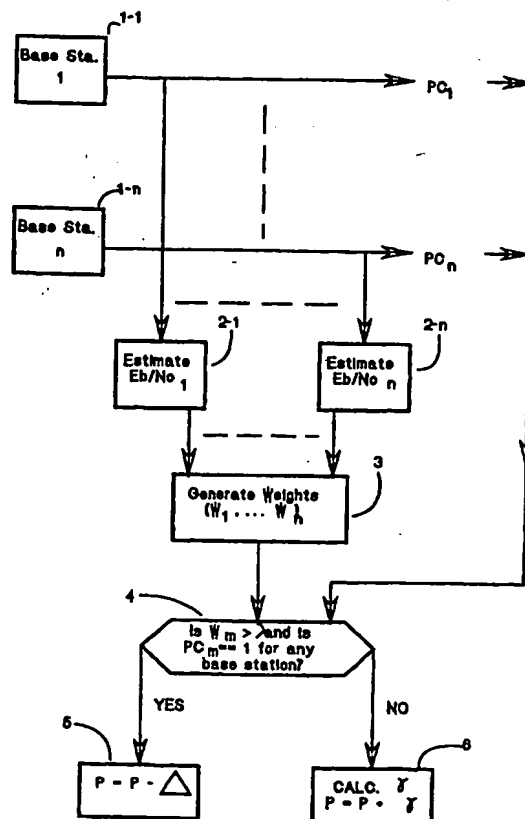 1-1
Base Sta.
1
PC₁
1-n
Base Sta.
n
PCₙ
2-1
2-n
Estimate
Eb/No ₁
Estimate
Eb/No ₙ
3
Generate Weights
(W₁ .... W )ₙ
4
Is Wₘ > λ and is
PCₘ== 1 for any
base station?
YES
NO
5
6
P = P - △
CALC. γ
P = P + γ